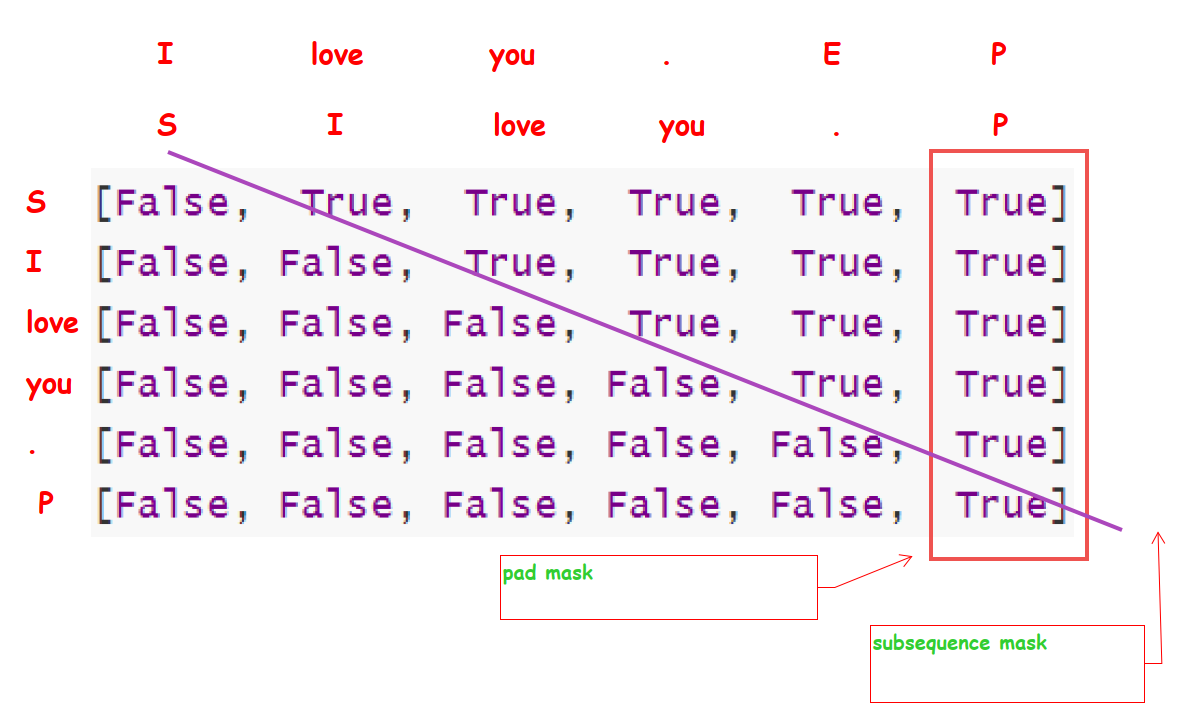 I love you . E P
S I love you . P
S [False, True, True, True, True, True]
I [False, False, True, True, True, True]
love [False, False, False, True, True, True]
you [False, False, False, False, True, True]
. [False, False, False, False, False, True]
P [False, False, False, False, False, True]
pad mask
subsequence mask